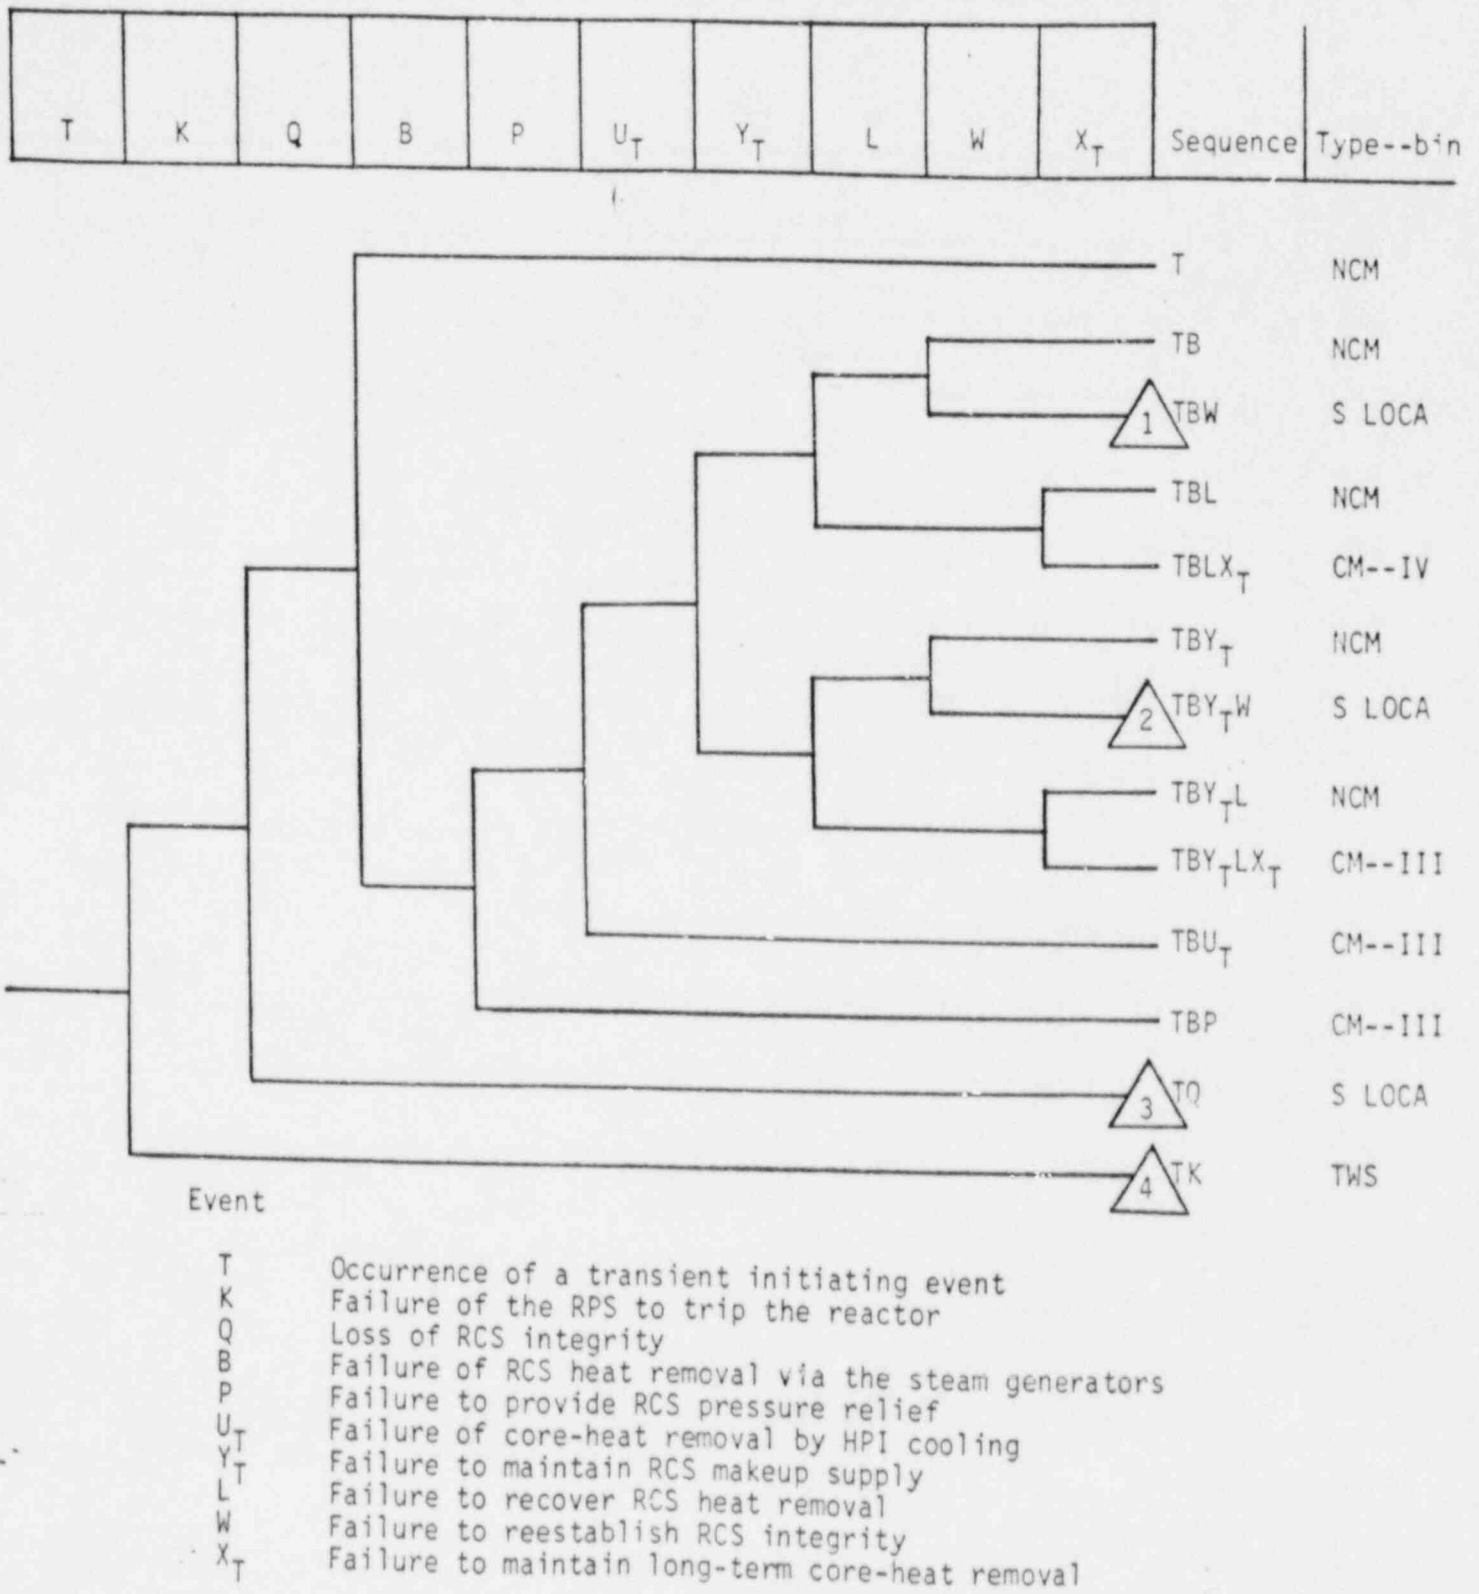 T K Q B P U_T Y_T L W X_T Sequence Type--bin
T NCM
TB NCM
1 TBW S LOCA
TBL NCM
TBLX_T CM--IV
TBY_T NCM
2 TBY_TW S LOCA
TBY_TL NCM
TBY_TLX_T CM--III
TBU_T CM--III
TBP CM--III
3 TQ S LOCA
4 TK TWS
Event
T Occurrence of a transient initiating event
K Failure of the RPS to trip the reactor
Q Loss of RCS integrity
B Failure of RCS heat removal via the steam generators
P Failure to provide RCS pressure relief
U_T Failure of core-heat removal by HPI cooling
Y_T Failure to maintain RCS makeup supply
L Failure to recover RCS heat removal
W Failure to reestablish RCS integrity
X_T Failure to maintain long-term core-heat removal